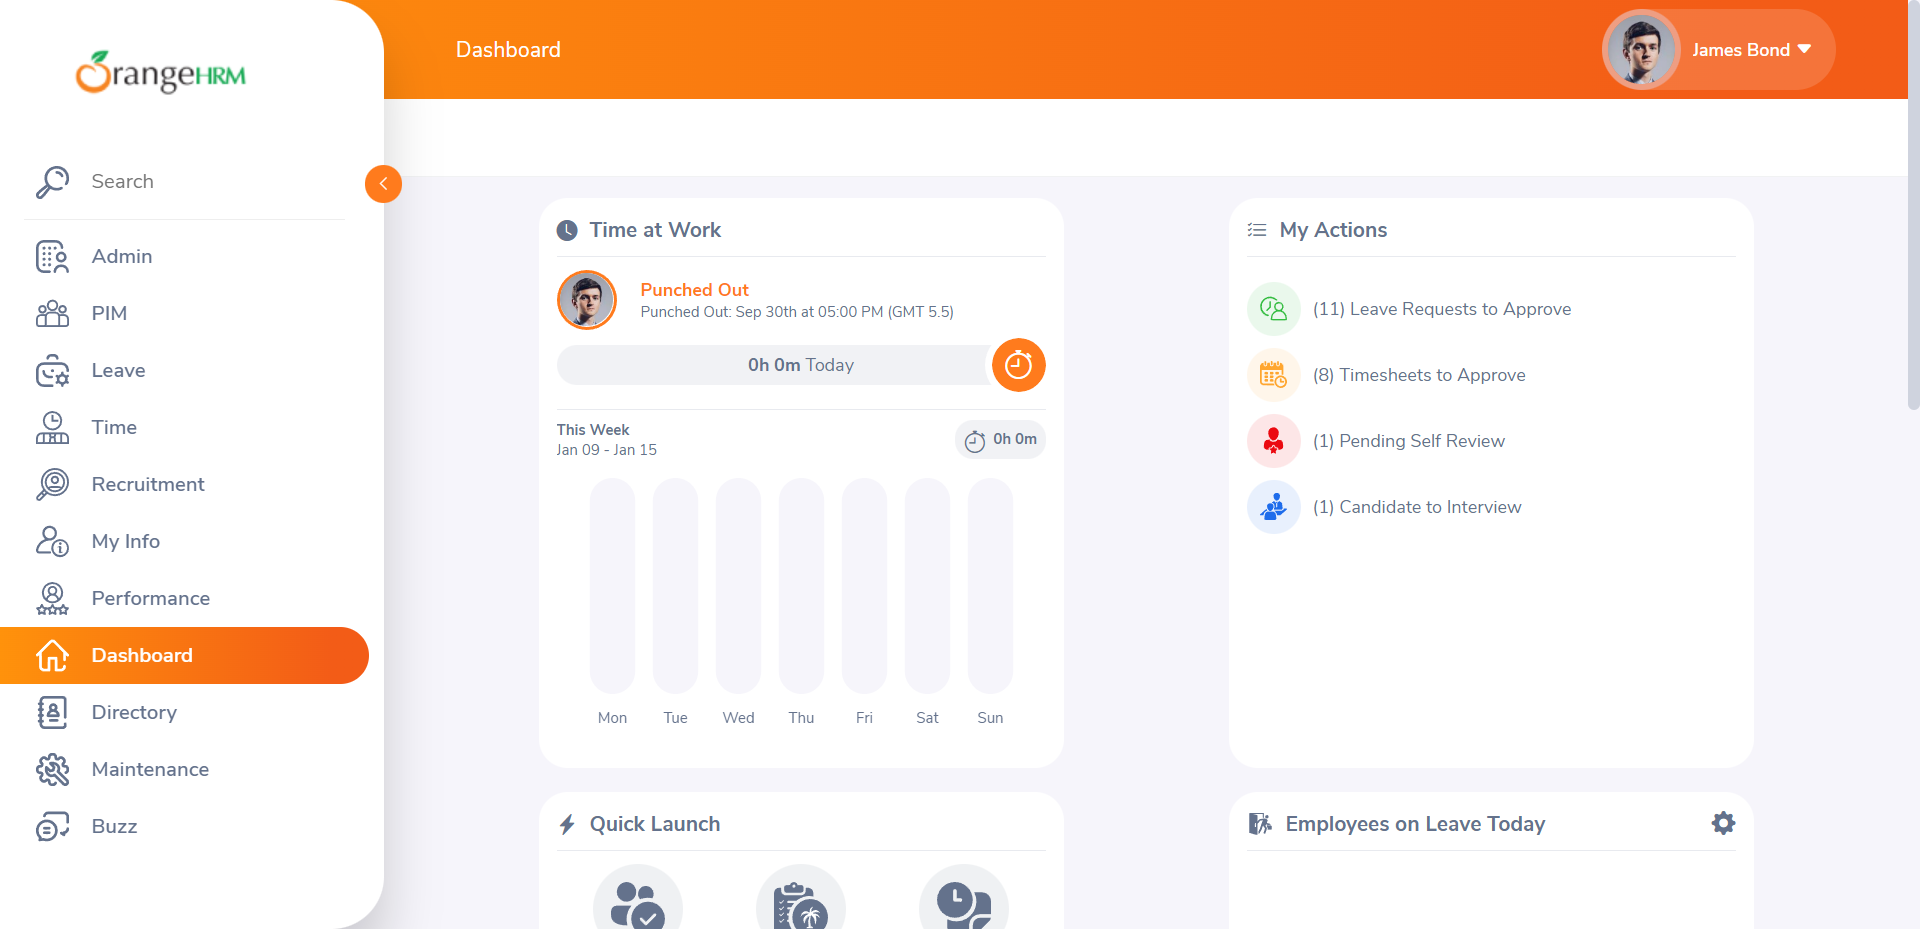 OrangeHRM
Dashboard
James Bond
Search
Admin
PIM
Leave
Time
Recruitment
My Info
Performance
Dashboard
Directory
Maintenance
Buzz
Time at Work
Punched Out
Punched Out: Sep 30th at 05:00 PM (GMT 5.5)
0h 0m Today
This Week
Jan 09 - Jan 15
0h 0m
Mon Tue Wed Thu Fri Sat Sun
My Actions
(11) Leave Requests to Approve
(8) Timesheets to Approve
(1) Pending Self Review
(1) Candidate to Interview
Quick Launch
Employees on Leave Today